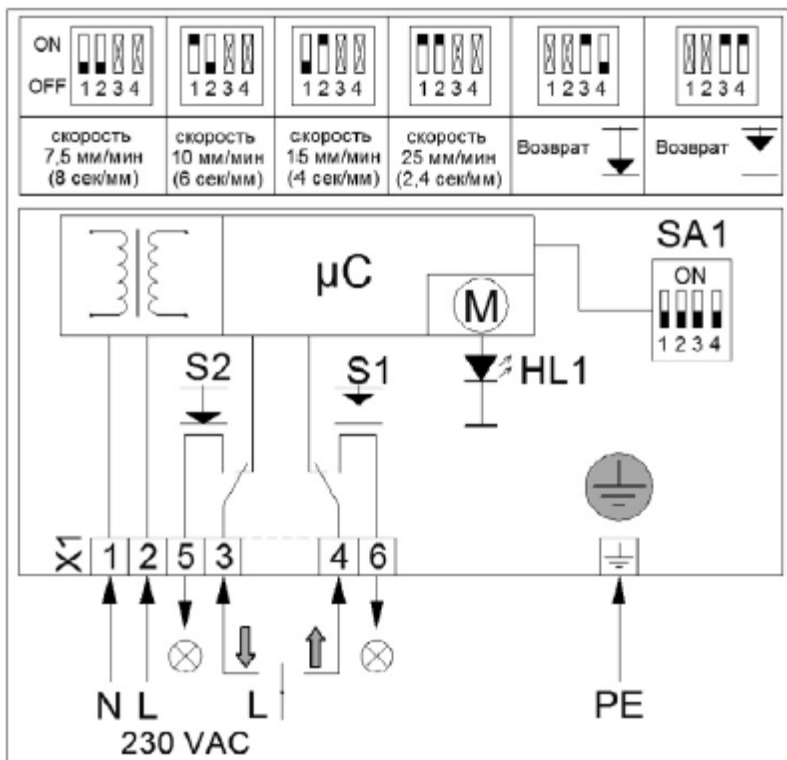 ON
OFF
1 2 3 4
1 2 3 4
1 2 3 4
1 2 3 4
1 2 3 4
1 2 3 4
скорость
7,5 мм/мин
(8 сек/мм)
скорость
10 мм/мин
(6 сек/мм)
скорость
15 мм/мин
(4 сек/мм)
скорость
25 мм/мин
(2,4 сек/мм)
Возврат
Возврат
µC
M
SA1
ON
1 2 3 4
S2
S1
HL1
X1
1 2 5 3 4 6
N L L PE
230 VAC